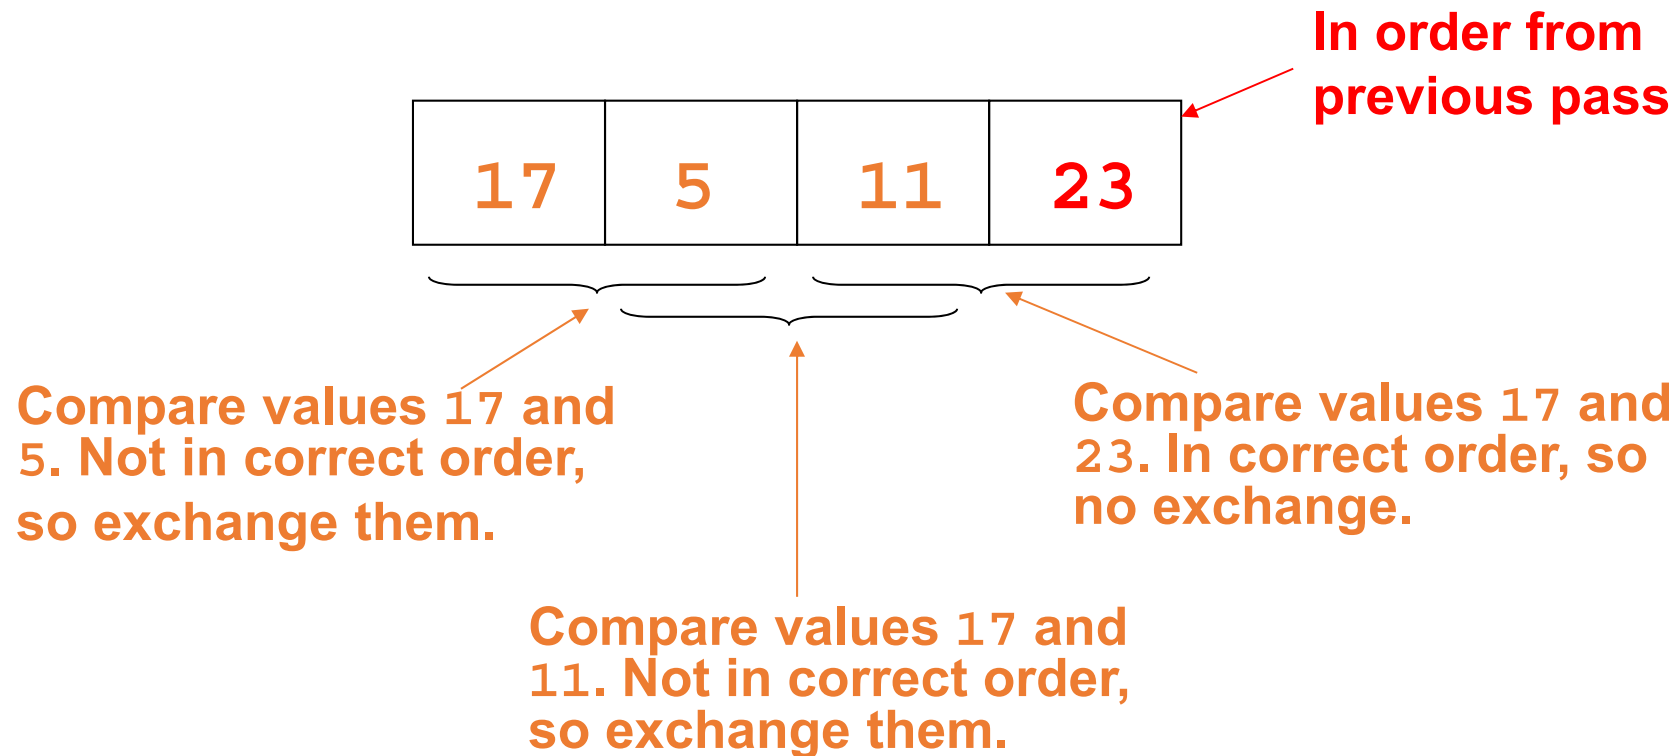 In order from
previous pass
17 5 11 23
Compare values 17 and
5. Not in correct order,
so exchange them.
Compare values 17 and
23. In correct order, so
no exchange.
Compare values 17 and
11. Not in correct order,
so exchange them.